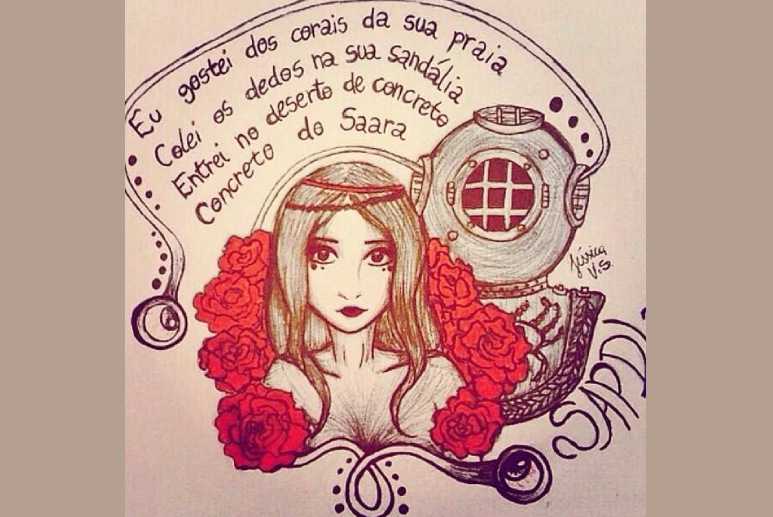 Eu gostei dos corais da sua praia
Colei os dedos na sua sandália
Entrei no deserto de concreto
Concreto do Saara
Jéssica
V.S.